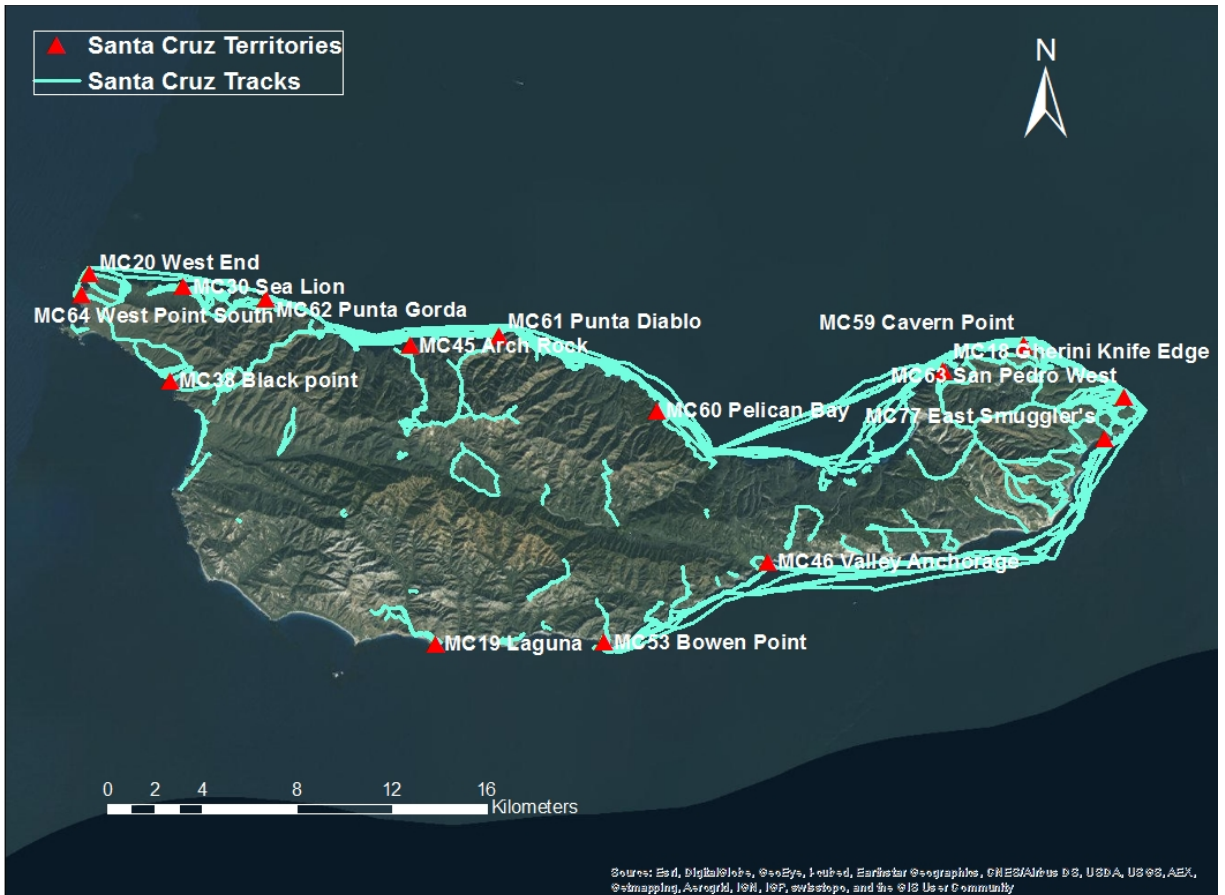 Santa Cruz Territories
Santa Cruz Tracks
N
MC20 West End
MC30 Sea Lion
MC62 Punta Gorda
MC64 West Point South
MC61 Punta Diablo
MC59 Cavern Point
MC45 Arch Rock
MC18 Gherini Knife Edge
MC38 Black point
MC63 San Pedro West
MC60 Pelican Bay
MC77 East Smuggler's
MC46 Valley Anchorage
MC19 Laguna
MC53 Bowen Point
0 2 4 8 12 16
Kilometers
Source: Esri, DigitalGlobe, GeoEye, i-cubed, Earthstar Geographics, CNES/Airbus DS, USDA, USGS, AEX,
Getmapping, Aerogrid, IGN, IGP, swisstopo, and the GIS User Community